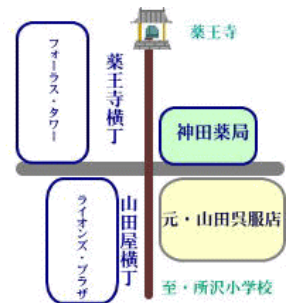 薬王寺
フォーラス・タワー
薬王寺横丁
神田薬局
ライオンズ・プラザ
山田屋横丁
元・山田呉服店
至・所沢小学校